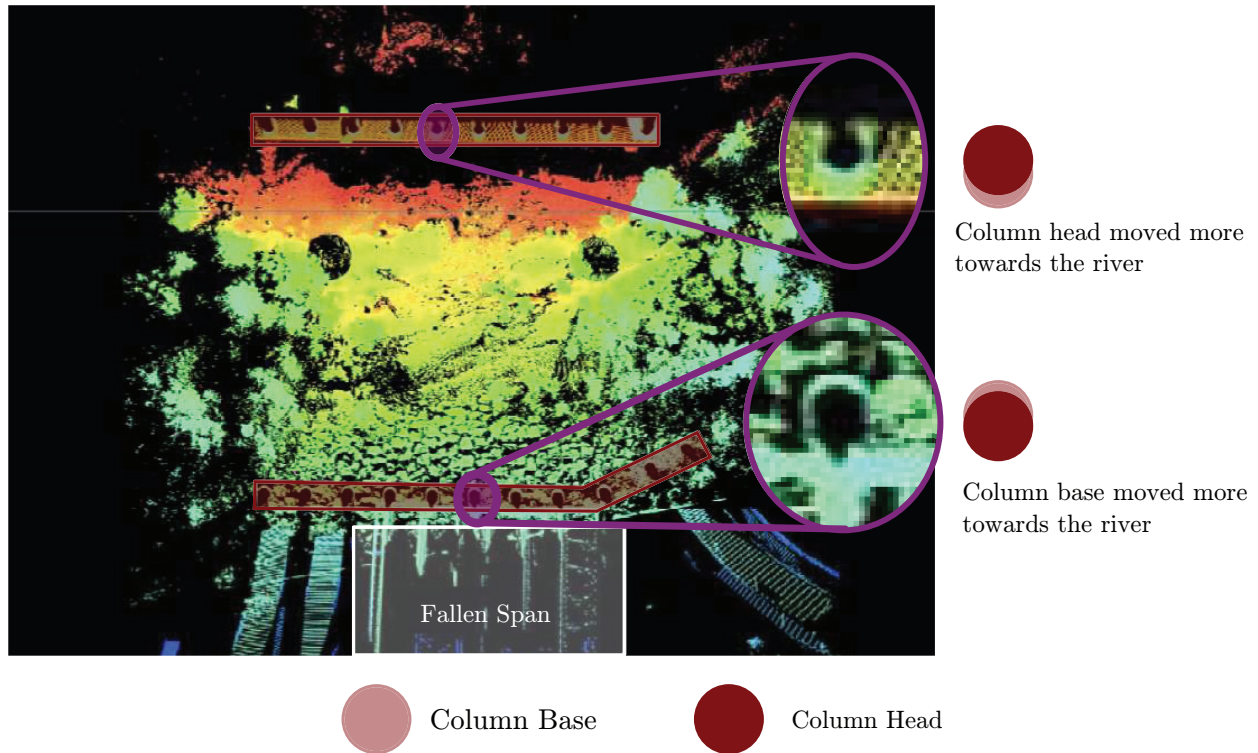 Column head moved more
towards the river
Column base moved more
towards the river
Fallen Span
Column Base
Column Head